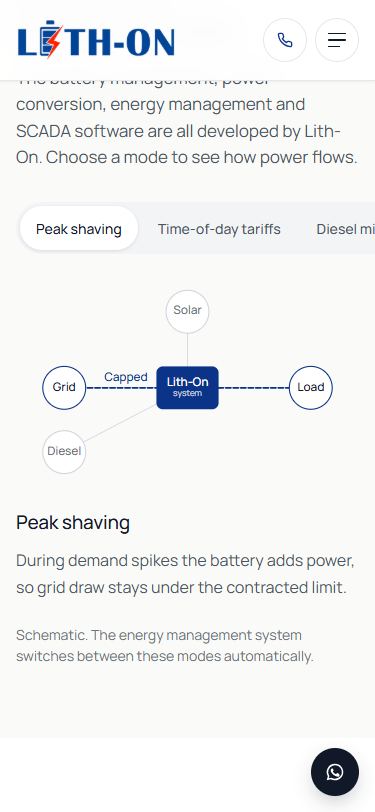 LITH-ON
The battery management, power
conversion, energy management and
SCADA software are all developed by Lith-
On. Choose a mode to see how power flows.
Peak shaving
Time-of-day tariffs
Diesel mi
Solar
Grid
Capped
Lith-On
system
Load
Diesel
Peak shaving
During demand spikes the battery adds power,
so grid draw stays under the contracted limit.
Schematic. The energy management system
switches between these modes automatically.